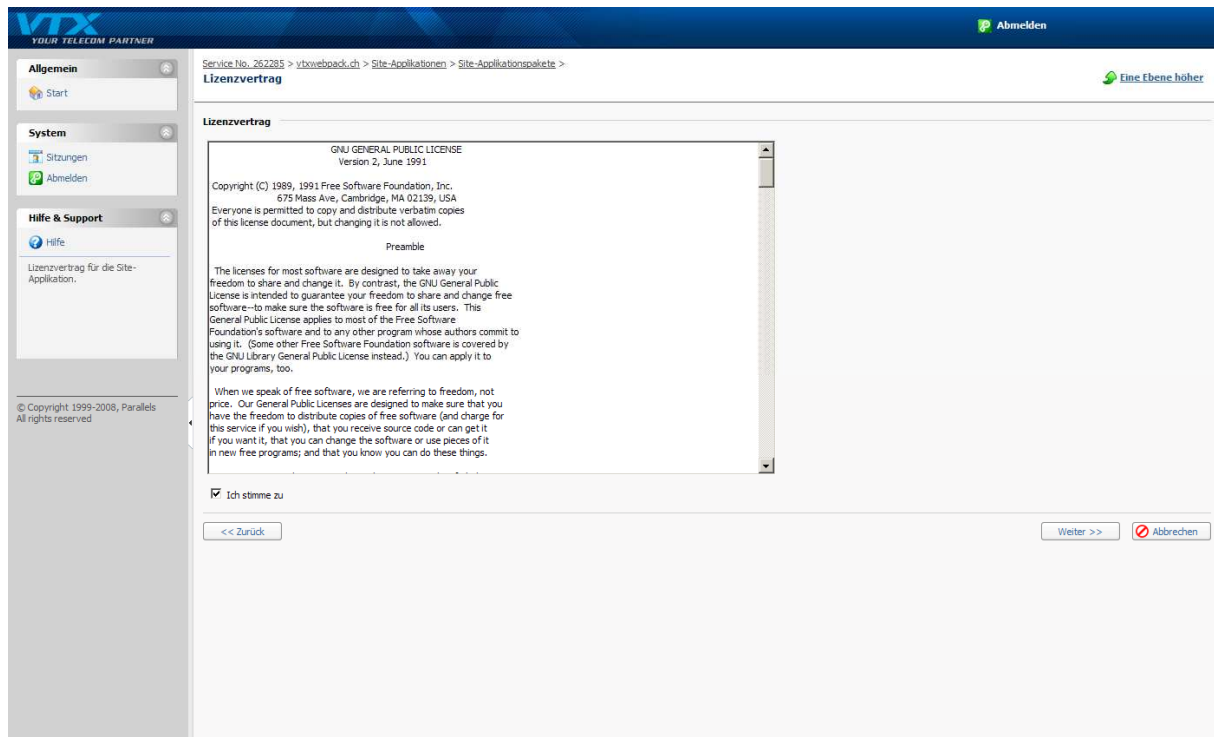 VTX
YOUR TELECOM PARTNER
Abmelden
Allgemein
Start
System
Sitzungen
Abmelden
Hilfe & Support
Hilfe
Lizenzvertrag für die Site-
Applikation.
© Copyright 1999-2008, Parallels
All rights reserved
Service No. 262285 > vtxwebpack.ch > Site-Applikationen > Site-Applikationspakete >
Lizenzvertrag
Eine Ebene höher
Lizenzvertrag
GNU GENERAL PUBLIC LICENSE
Version 2, June 1991
Copyright (C) 1989, 1991 Free Software Foundation, Inc.
675 Mass Ave, Cambridge, MA 02139, USA
Everyone is permitted to copy and distribute verbatim copies
of this license document, but changing it is not allowed.
Preamble
The licenses for most software are designed to take away your
freedom to share and change it. By contrast, the GNU General Public
License is intended to guarantee your freedom to share and change free
software--to make sure the software is free for all its users. This
General Public License applies to most of the Free Software
Foundation's software and to any other program whose authors commit to
using it. (Some other Free Software Foundation software is covered by
the GNU Library General Public License instead.) You can apply it to
your programs, too.
When we speak of free software, we are referring to freedom, not
price. Our General Public Licenses are designed to make sure that you
have the freedom to distribute copies of free software (and charge for
this service if you wish), that you receive source code or can get it
if you want it, that you can change the software or use pieces of it
in new free programs; and that you know you can do these things.
Ich stimme zu
<< Zurück
Weiter >>
Abbrechen